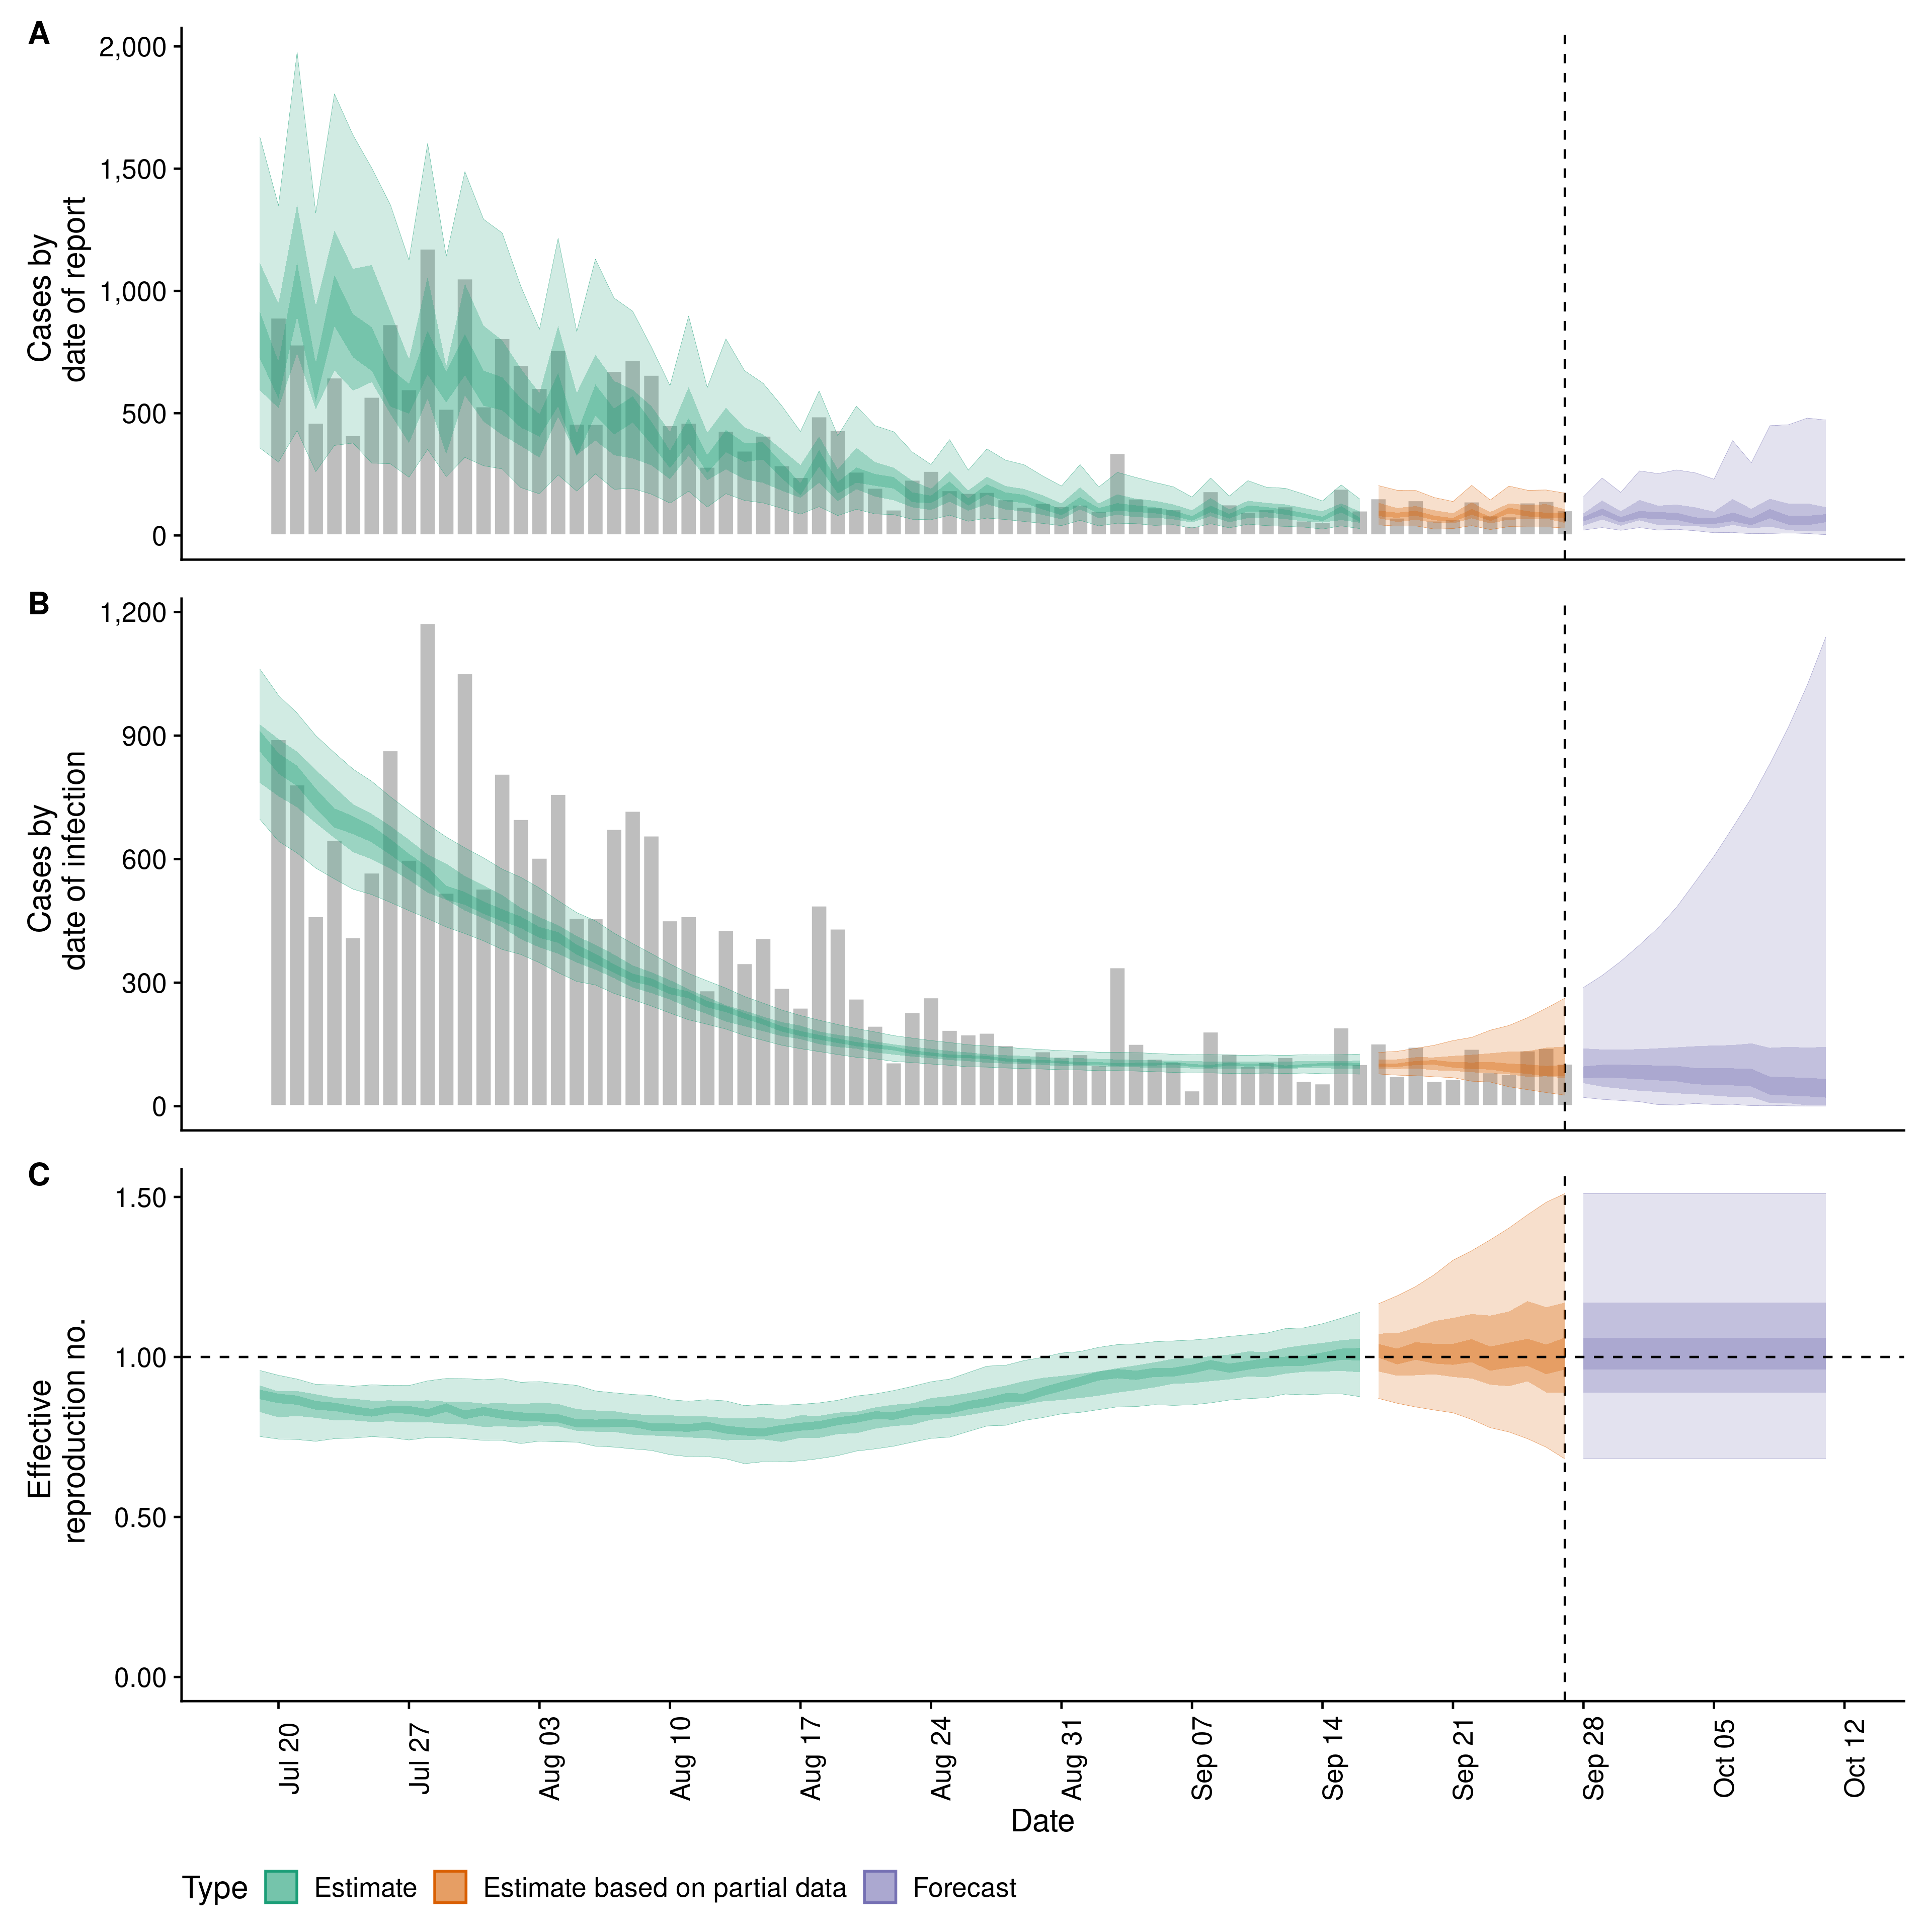 A
2,000
1,500
1,000
500
0
Cases by
date of report
B
1,200
900
600
300
0
Cases by
date of infection
C
1.50
1.00
0.50
0.00
Effective
reproduction no.
Jul 20
Jul 27
Aug 03
Aug 10
Aug 17
Aug 24
Aug 31
Sep 07
Sep 14
Sep 21
Sep 28
Oct 05
Oct 12
Date
Type Estimate Estimate based on partial data Forecast